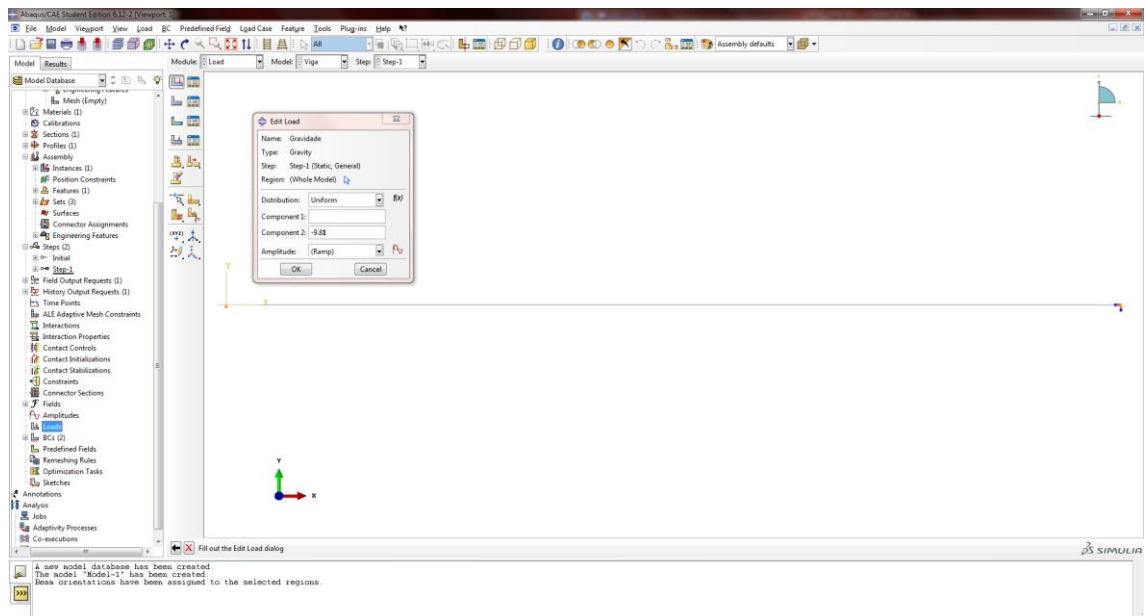 Abaqus/CAE Student Edition 6.12-2 [Viewport: 1]
File Model Viewport View Load BC Predefined Field Load Case Feature Tools Plug-ins Help
All
Assembly defaults
Model Results
Module: Load Model: Viga Step: Step-1
Model Database
Mesh (Empty)
Materials (1)
Calibrations
Sections (1)
Profiles (1)
Assembly
Instances (1)
Position Constraints
Features (1)
Sets (3)
Surfaces
Connector Assignments
Engineering Features
Steps (2)
Initial
Step-1
Field Output Requests (1)
History Output Requests (1)
Time Points
ALE Adaptive Mesh Constraints
Interactions
Interaction Properties
Contact Controls
Contact Initializations
Contact Stabilizations
Constraints
Connector Sections
Fields
Amplitudes
Loads
BCs (2)
Predefined Fields
Remeshing Rules
Optimization Tasks
Sketches
Annotations
Analysis
Jobs
Adaptivity Processes
Co-executions
Edit Load
Name: Gravidade
Type: Gravity
Step: Step-1 (Static, General)
Region: (Whole Model)
Distribution: Uniform f(x)
Component 1:
Component 2: -9.81
Amplitude: (Ramp)
OK Cancel
Y
X
Y
X
Fill out the Edit Load dialog
SIMULIA
A new model database has been created.
The model "Model-1" has been created.
Beam orientations have been assigned to the selected regions.
>>>